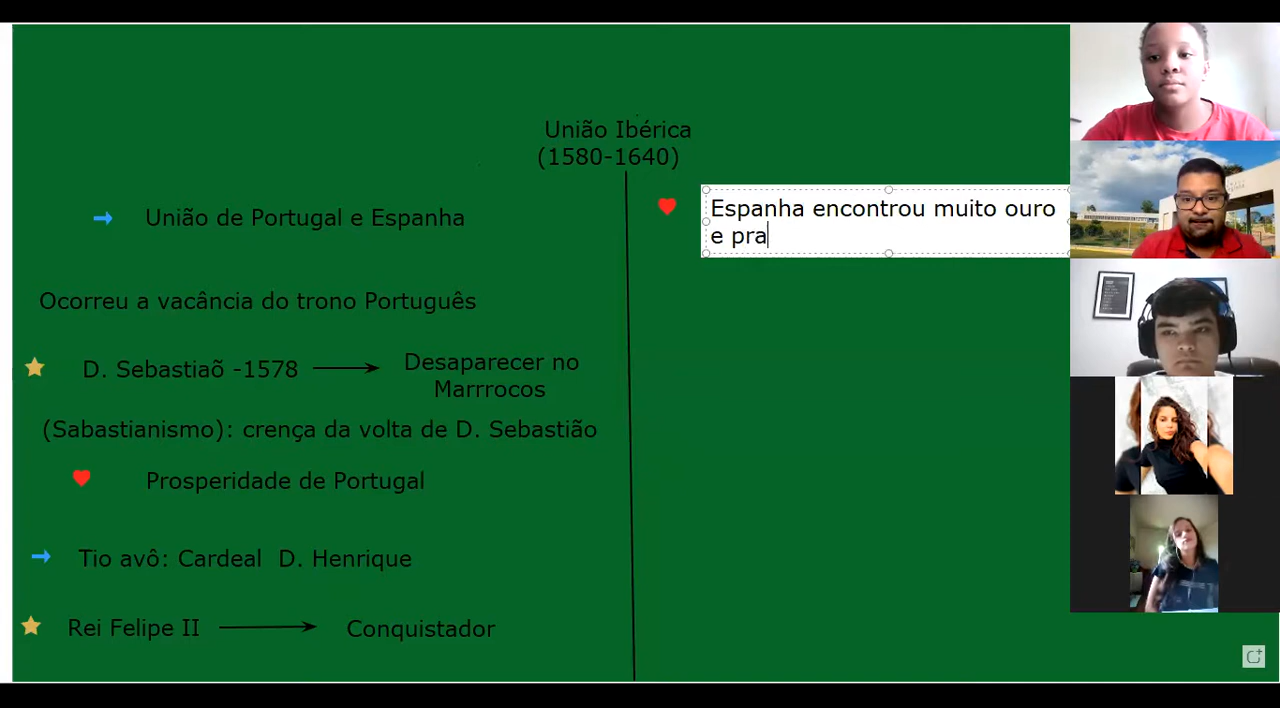 União Ibérica
(1580-1640)
União de Portugal e Espanha
Ocorreu a vacância do trono Português
D. Sebastiaõ -1578
Desaparecer no
Marrrocos
(Sabastianismo): crença da volta de D. Sebastião
Prosperidade de Portugal
Tio avô: Cardeal D. Henrique
Rei Felipe II
Conquistador
Espanha encontrou muito ouro
e pra